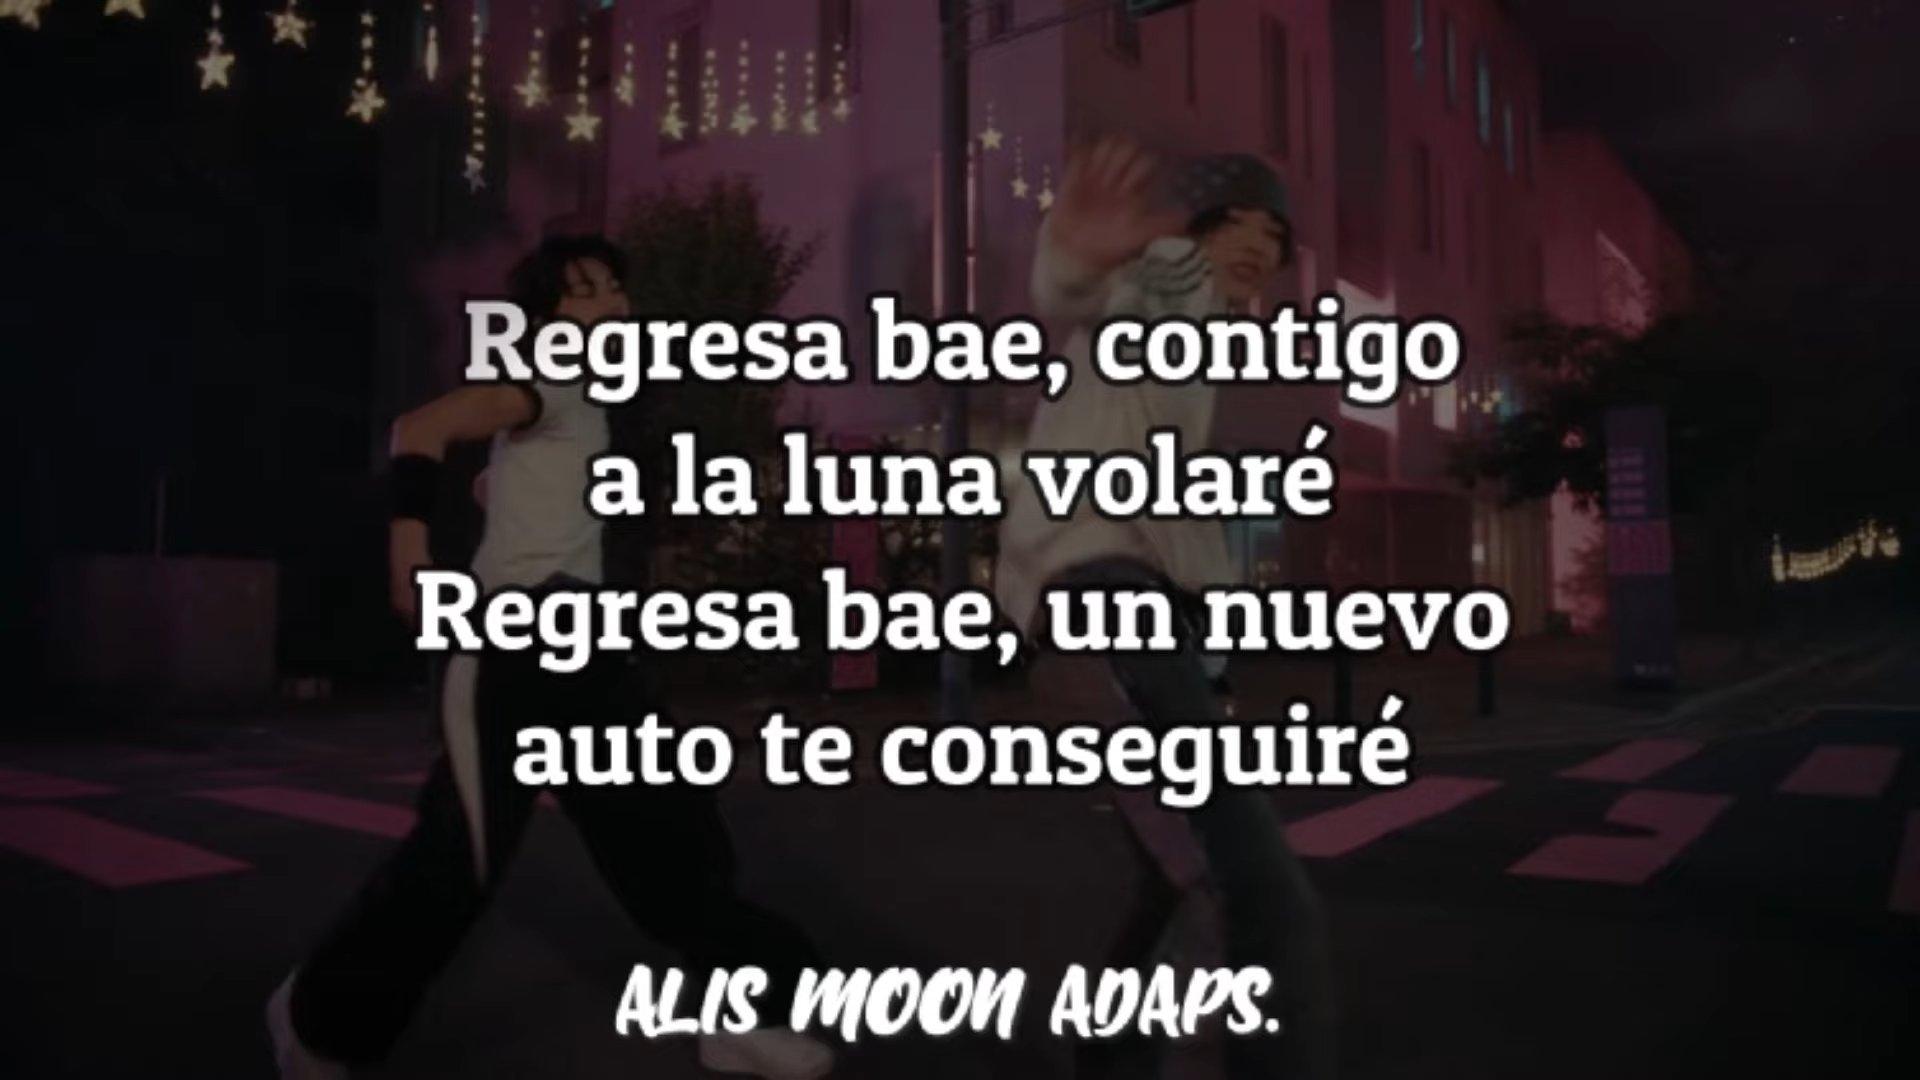 Regresa bae, contigo
a la luna volaré
Regresa bae, un nuevo
auto te conseguiré
ALIS MOON ADAPS.